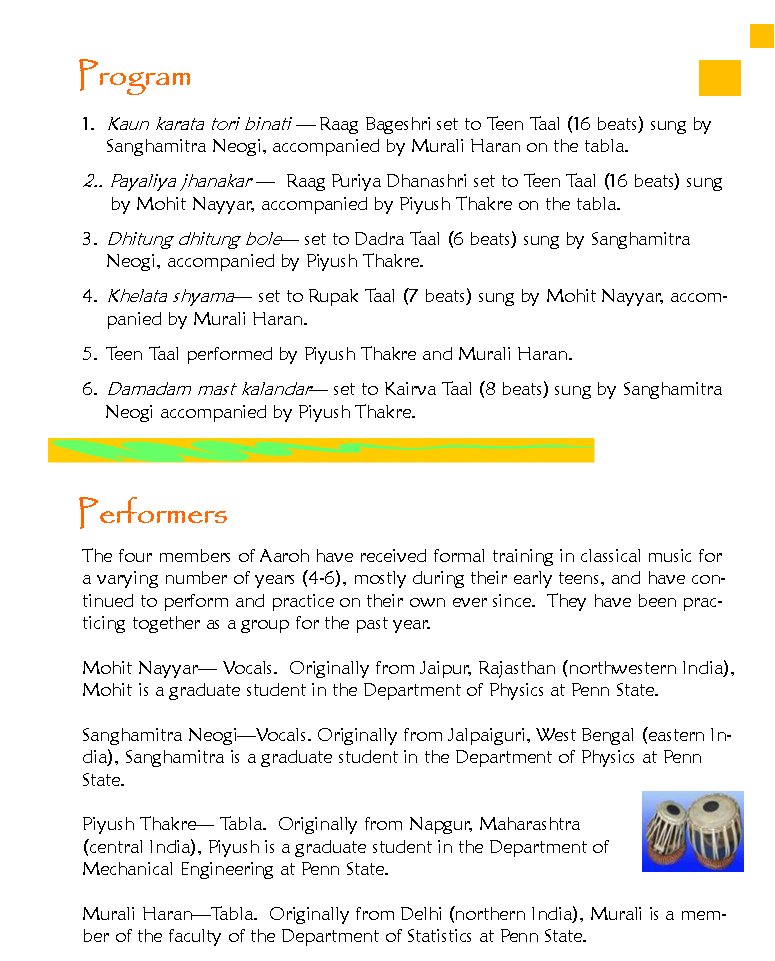 Program
1. Kaun karata tori binati — Raag Bageshri set to Teen Taal (16 beats) sung by
Sanghamitra Neogi, accompanied by Murali Haran on the tabla.
2.. Payaliya jhanakar — Raag Puriya Dhanashri set to Teen Taal (16 beats) sung
by Mohit Nayyar, accompanied by Piyush Thakre on the tabla.
3. Dhitung dhitung bole— set to Dadra Taal (6 beats) sung by Sanghamitra
Neogi, accompanied by Piyush Thakre.
4. Khelata shyama— set to Rupak Taal (7 beats) sung by Mohit Nayyar, accom-
panied by Murali Haran.
5. Teen Taal performed by Piyush Thakre and Murali Haran.
6. Damadam mast kalandar— set to Kairva Taal (8 beats) sung by Sanghamitra
Neogi accompanied by Piyush Thakre.
Performers
The four members of Aaroh have received formal training in classical music for
a varying number of years (4-6), mostly during their early teens, and have con-
tinued to perform and practice on their own ever since. They have been prac-
ticing together as a group for the past year.
Mohit Nayyar— Vocals. Originally from Jaipur, Rajasthan (northwestern India),
Mohit is a graduate student in the Department of Physics at Penn State.
Sanghamitra Neogi—Vocals. Originally from Jalpaiguri, West Bengal (eastern In-
dia), Sanghamitra is a graduate student in the Department of Physics at Penn
State.
Piyush Thakre— Tabla. Originally from Napgur, Maharashtra
(central India), Piyush is a graduate student in the Department of
Mechanical Engineering at Penn State.
Murali Haran—Tabla. Originally from Delhi (northern India), Murali is a mem-
ber of the faculty of the Department of Statistics at Penn State.